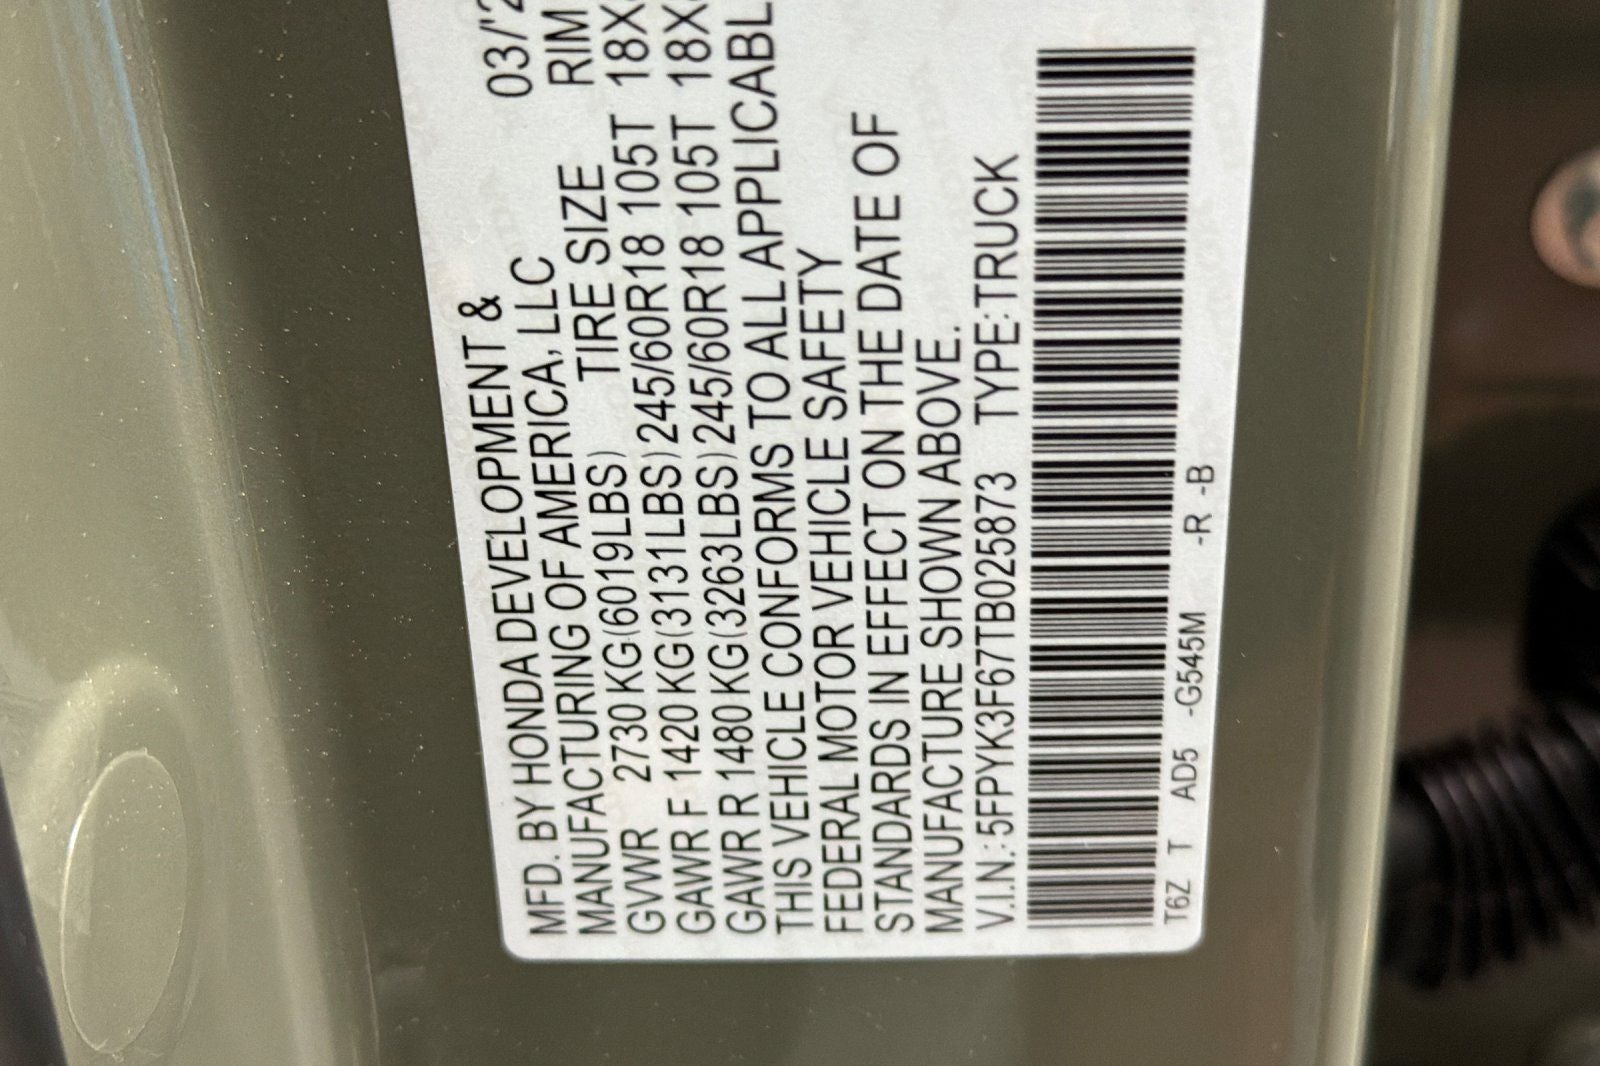 MFD. BY HONDA DEVELOPMENT & 03/'2
MANUFACTURING OF AMERICA, LLC RIM
TIRE SIZE
GVWR 2730 KG(6019LBS) 18X
GAWR F 1420 KG(3131LBS) 245/60R18 105T 18X
GAWR R 1480 KG(3263LBS) 245/60R18 105T
THIS VEHICLE CONFORMS TO ALL APPLICABL
FEDERAL MOTOR VEHICLE SAFETY
STANDARDS IN EFFECT ON THE DATE OF
MANUFACTURE SHOWN ABOVE.
V.I.N.: 5FPYK3F67TB025873 TYPE: TRUCK
T6Z T AD5 -G545M -R -B